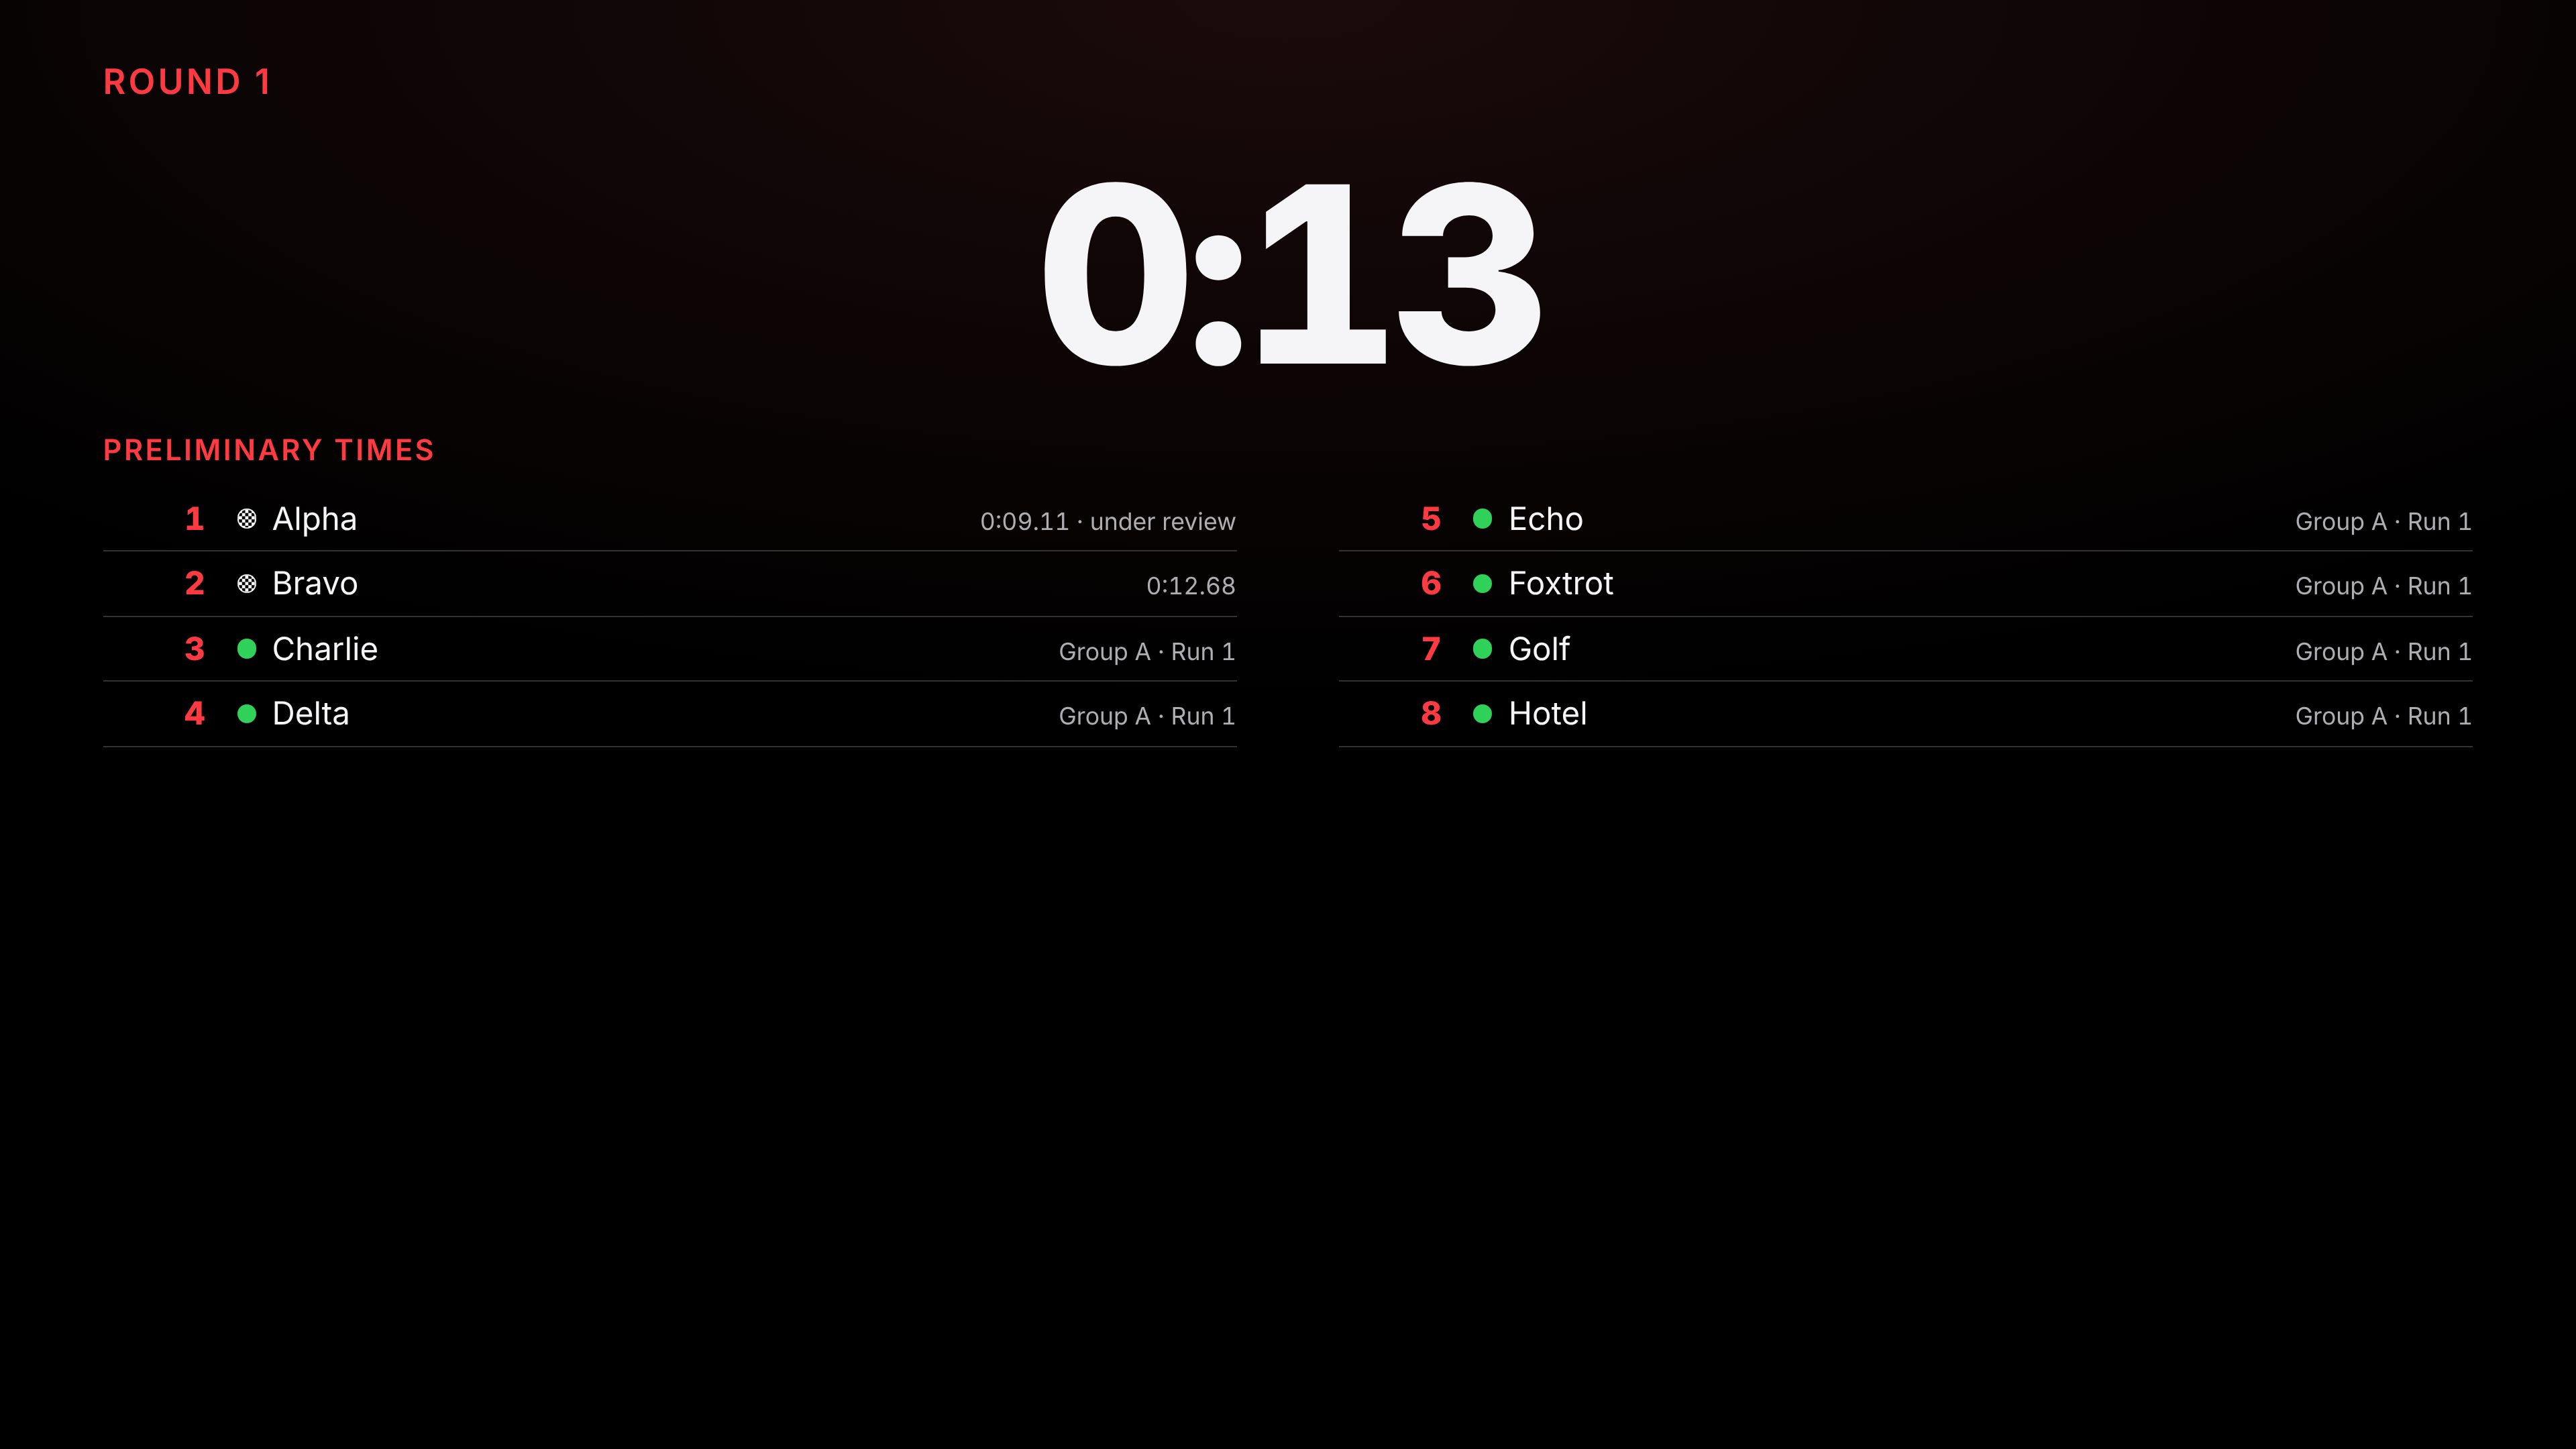 ROUND 1
0:13
PRELIMINARY TIMES
1 Alpha 0:09.11 · under review
2 Bravo 0:12.68
3 Charlie Group A · Run 1
4 Delta Group A · Run 1
5 Echo Group A · Run 1
6 Foxtrot Group A · Run 1
7 Golf Group A · Run 1
8 Hotel Group A · Run 1